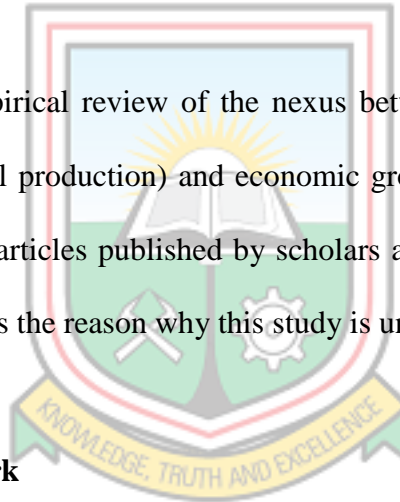 pirical review of the nexus bet
l production) and economic gro
articles published by scholars a
s the reason why this study is u
KNOWLEDGE, TRUTH AND EXCELLENCE
rk